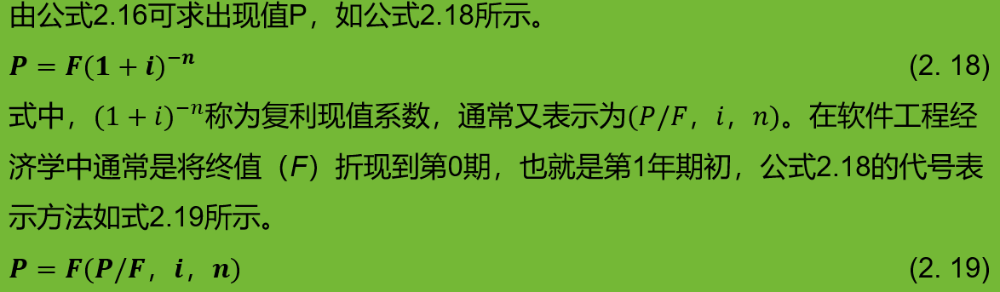 由公式2.16可求出现值P，如公式2.18所示。
P = F(1 + i)⁻ⁿ (2. 18)
式中，(1 + i)⁻ⁿ称为复利现值系数，通常又表示为(P/F，i，n)。在软件工程经
济学中通常是将终值（F）折现到第0期，也就是第1年期初，公式2.18的代号表
示方法如式2.19所示。
P = F(P/F，i，n) (2. 19)